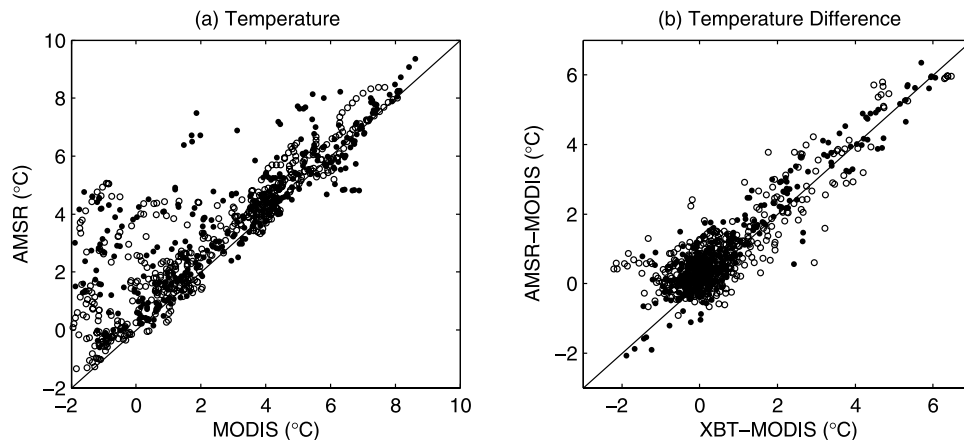 (a) Temperature
10
8
6
4
2
0
−2
−2 0 2 4 6 8 10
AMSR (°C)
MODIS (°C)
(b) Temperature Difference
6
4
2
0
−2
−2 0 2 4 6
AMSR−MODIS (°C)
XBT−MODIS (°C)